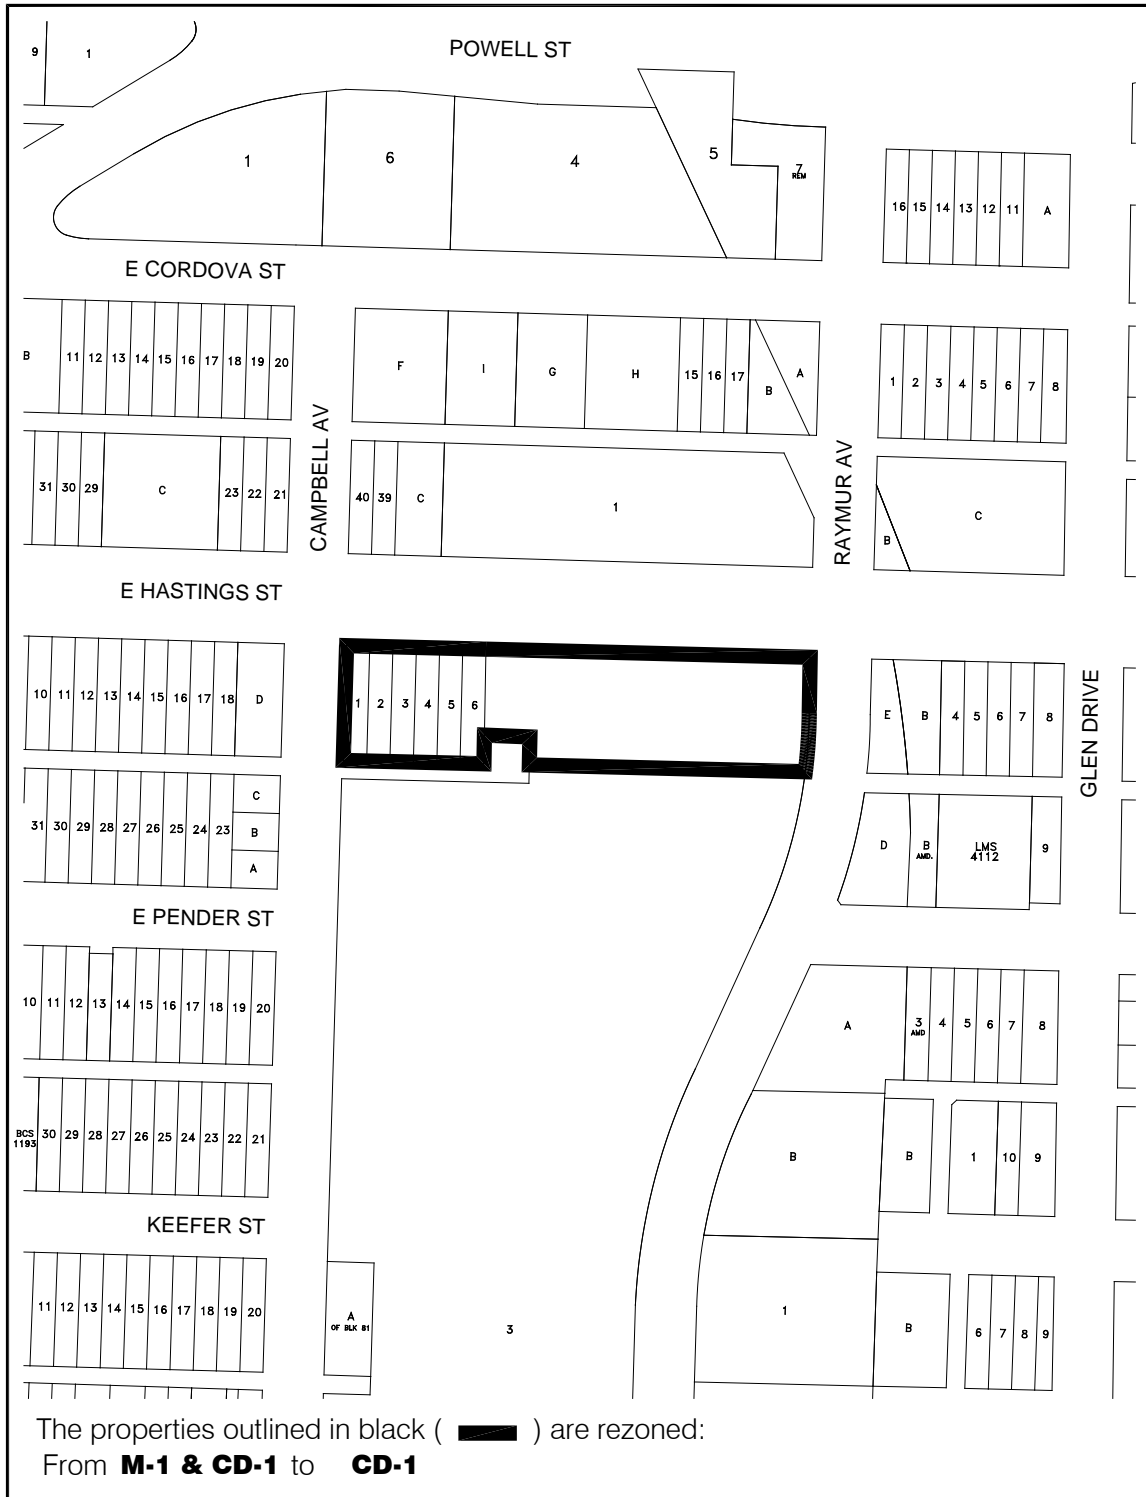 POWELL ST
9 1
1 6 4 5 7
REM
16 15 14 13 12 11 A
E CORDOVA ST
B 11 12 13 14 15 16 17 18 19 20
F I G H 15 16 17 B A
1 2 3 4 5 6 7 8
CAMPBELL AV
RAYMUR AV
31 30 29 C 23 22 21
40 39 C 1
B C
E HASTINGS ST
10 11 12 13 14 15 16 17 18 D
1 2 3 4 5 6
E B 4 5 6 7 8
GLEN DRIVE
31 30 29 28 27 26 25 24 23
C
B
A
D B
AMD.
LMS
4112
9
E PENDER ST
10 11 12 13 14 15 16 17 18 19 20
A 3
AMD
4 5 6 7 8
BCS
1193
30 29 28 27 26 25 24 23 22 21
B B 1 10 9
KEEFER ST
11 12 13 14 15 16 17 18 19 20
A
OF BLK 81
3 1 B 6 7 8 9
The properties outlined in black ( ) are rezoned:
From M-1 & CD-1 to CD-1